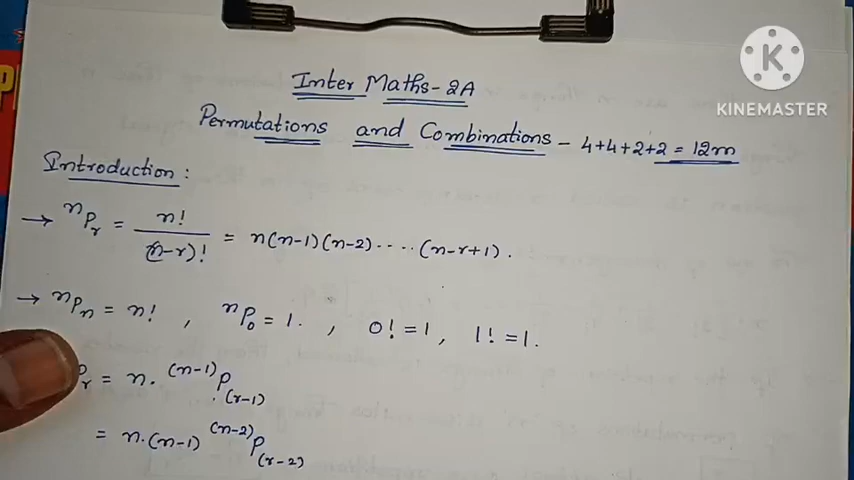 Inter Maths-2A
Permutations and Combinations - 4+4+2+2 = 12m
Introduction :
→ ⁿPᵣ = n! / (n-r)! = n(n-1)(n-2)....(n-r+1).
→ ⁿPₙ = n! , ⁿP₀ = 1. , 0! = 1, 1! = 1.
Pᵣ = n. ⁽ⁿ⁻¹⁾P₍ᵣ₋₁₎
= n.(n-1) ⁽ⁿ⁻²⁾P₍ᵣ₋₂₎
KINEMASTER